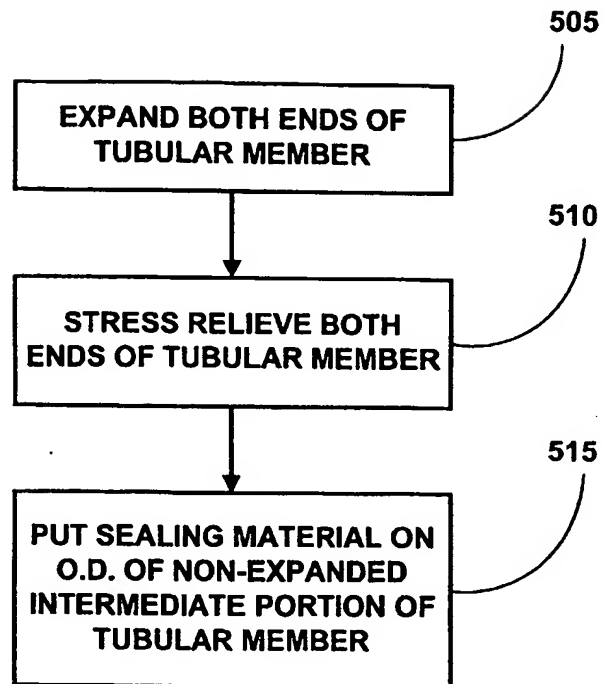 505
EXPAND BOTH ENDS OF
TUBULAR MEMBER
510
STRESS RELIEVE BOTH
ENDS OF TUBULAR MEMBER
515
PUT SEALING MATERIAL ON
O.D. OF NON-EXPANDED
INTERMEDIATE PORTION OF
TUBULAR MEMBER